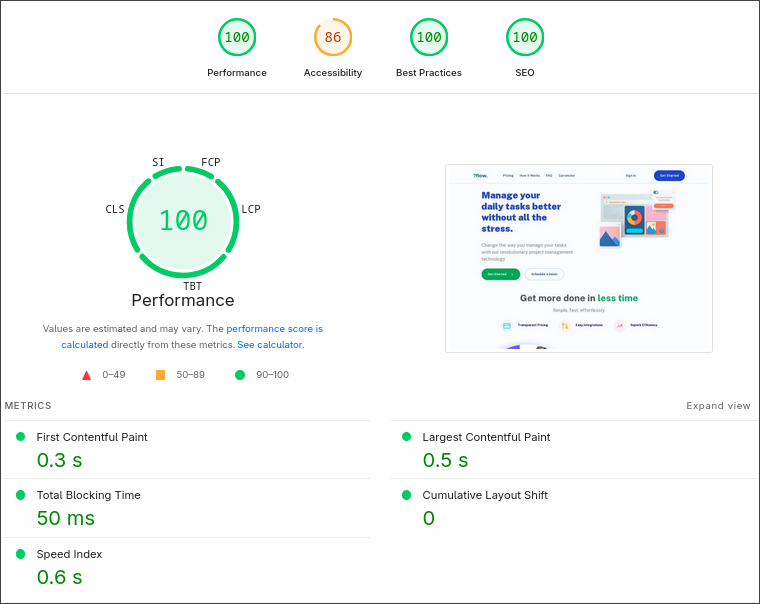 100
86
100
100
Performance
Accessibility
Best Practices
SEO
SI
FCP
CLS
LCP
100
TBT
Performance
Values are estimated and may vary. The performance score is
calculated directly from these metrics. See calculator.
0–49
50–89
90–100
?flow.
Pricing
How It Works
FAQ
Sign In
Get Started
Manage your
daily tasks better
without all the
stress.
Change the way you manage your tasks
with our revolutionary project management
technology
Get Started
Schedule a Demo
Get more done in less time
Simple, fast, effortlessly.
Transparent Pricing
Easy Integrations
Superb Efficiency
METRICS
Expand view
First Contentful Paint
0.3 s
Largest Contentful Paint
0.5 s
Total Blocking Time
50 ms
Cumulative Layout Shift
0
Speed Index
0.6 s